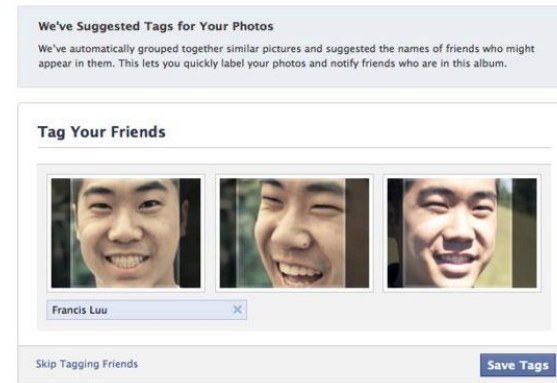 We've Suggested Tags for Your Photos
We've automatically grouped together similar pictures and suggested the names of friends who might
appear in them. This lets you quickly label your photos and notify friends who are in this album.
Tag Your Friends
Francis Luu
Skip Tagging Friends
Save Tags